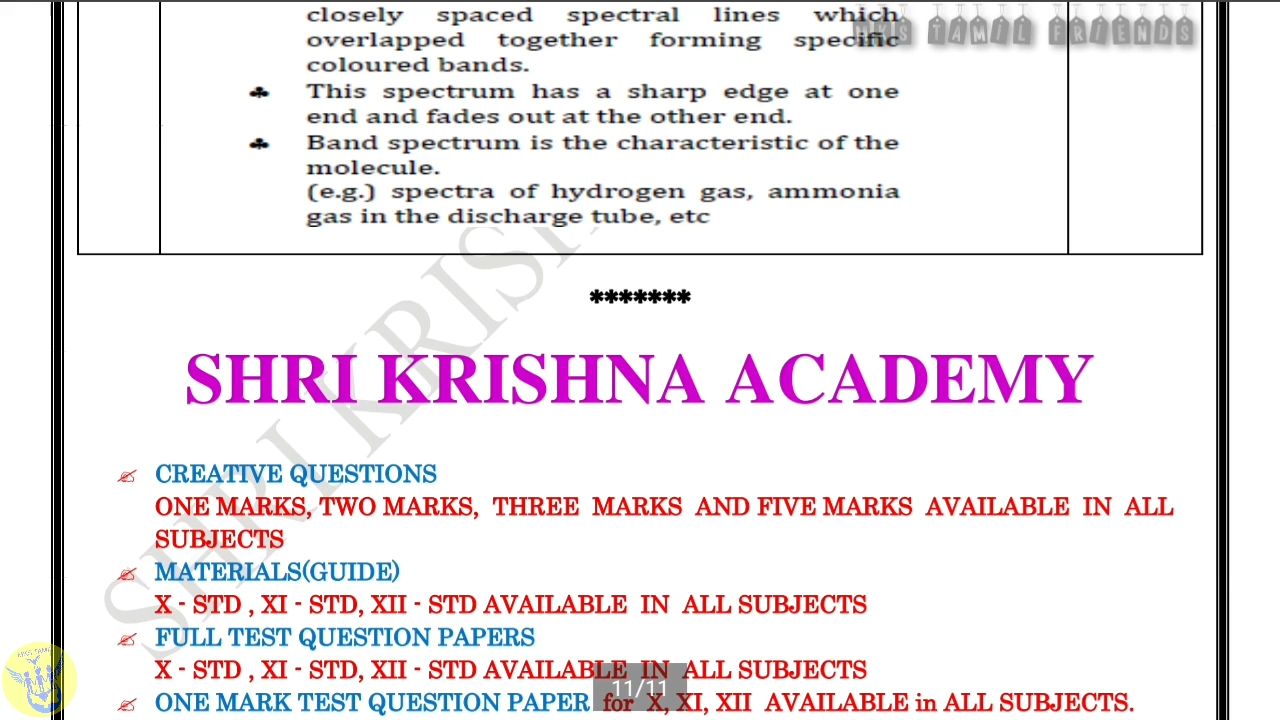 closely spaced spectral lines which
overlapped together forming specific
coloured bands.
♣ This spectrum has a sharp edge at one
end and fades out at the other end.
♣ Band spectrum is the characteristic of the
molecule.
(e.g.) spectra of hydrogen gas, ammonia
gas in the discharge tube, etc
*******
SHRI KRISHNA ACADEMY
CREATIVE QUESTIONS
ONE MARKS, TWO MARKS, THREE MARKS AND FIVE MARKS AVAILABLE IN ALL
SUBJECTS
MATERIALS(GUIDE)
X - STD , XI - STD, XII - STD AVAILABLE IN ALL SUBJECTS
FULL TEST QUESTION PAPERS
X - STD , XI - STD, XII - STD AVAILABLE IN ALL SUBJECTS
ONE MARK TEST QUESTION PAPER for X, XI, XII AVAILABLE in ALL SUBJECTS.
11/11
TAMIL FRIENDS
SHRI KRISH